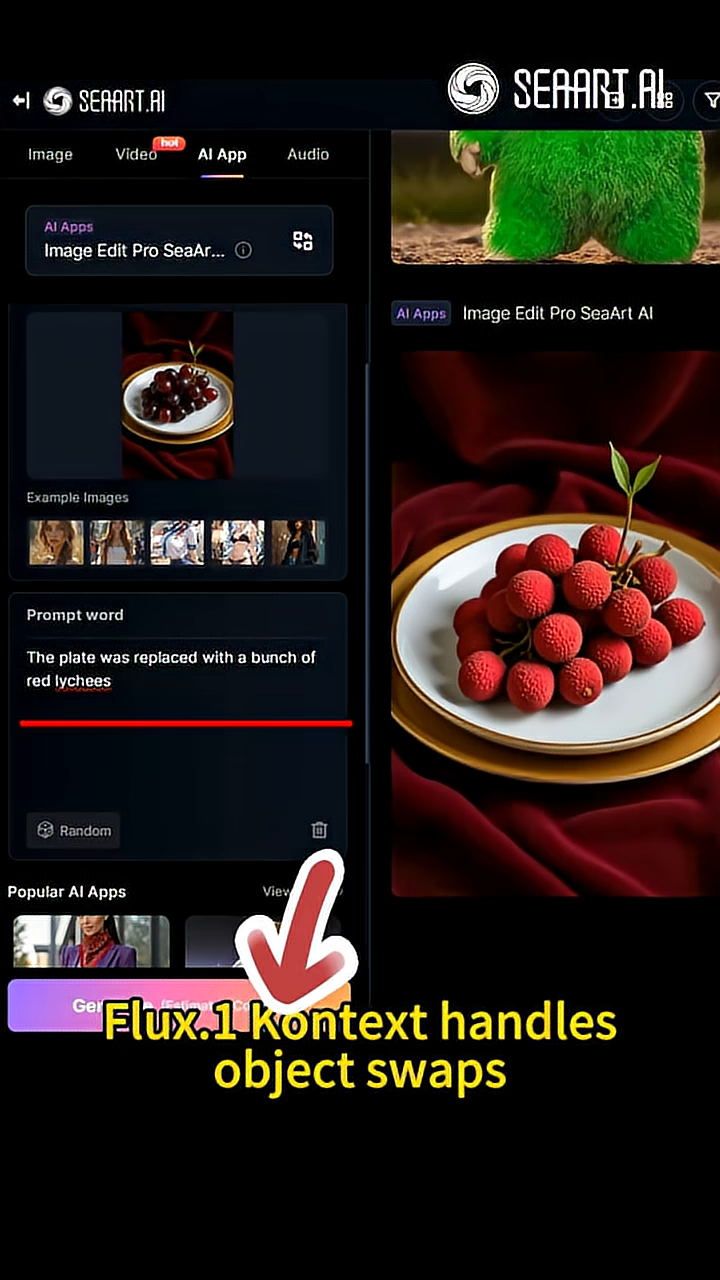 SEAART.AI
SEAART.AI
Image
Video
hot
AI App
Audio
AI Apps
Image Edit Pro SeaAr...
AI Apps
Image Edit Pro SeaArt AI
Example Images
Prompt word
The plate was replaced with a bunch of
red lychees
Random
Popular AI Apps
View
Flux.1 Kontext handles
object swaps